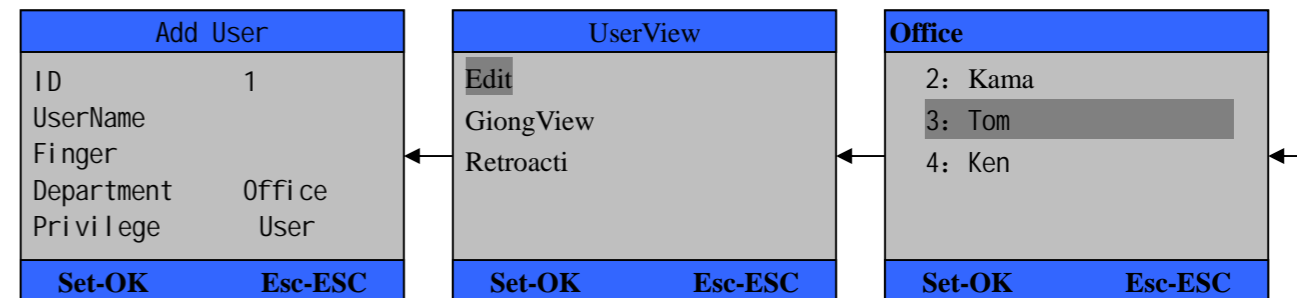 Add User
ID 1
UserName
Finger
Department Office
Privilege User
Set-OK Esc-ESC
UserView
Edit
GiongView
Retroacti
Set-OK Esc-ESC
Office
2：Kama
3：Tom
4：Ken
Set-OK Esc-ESC